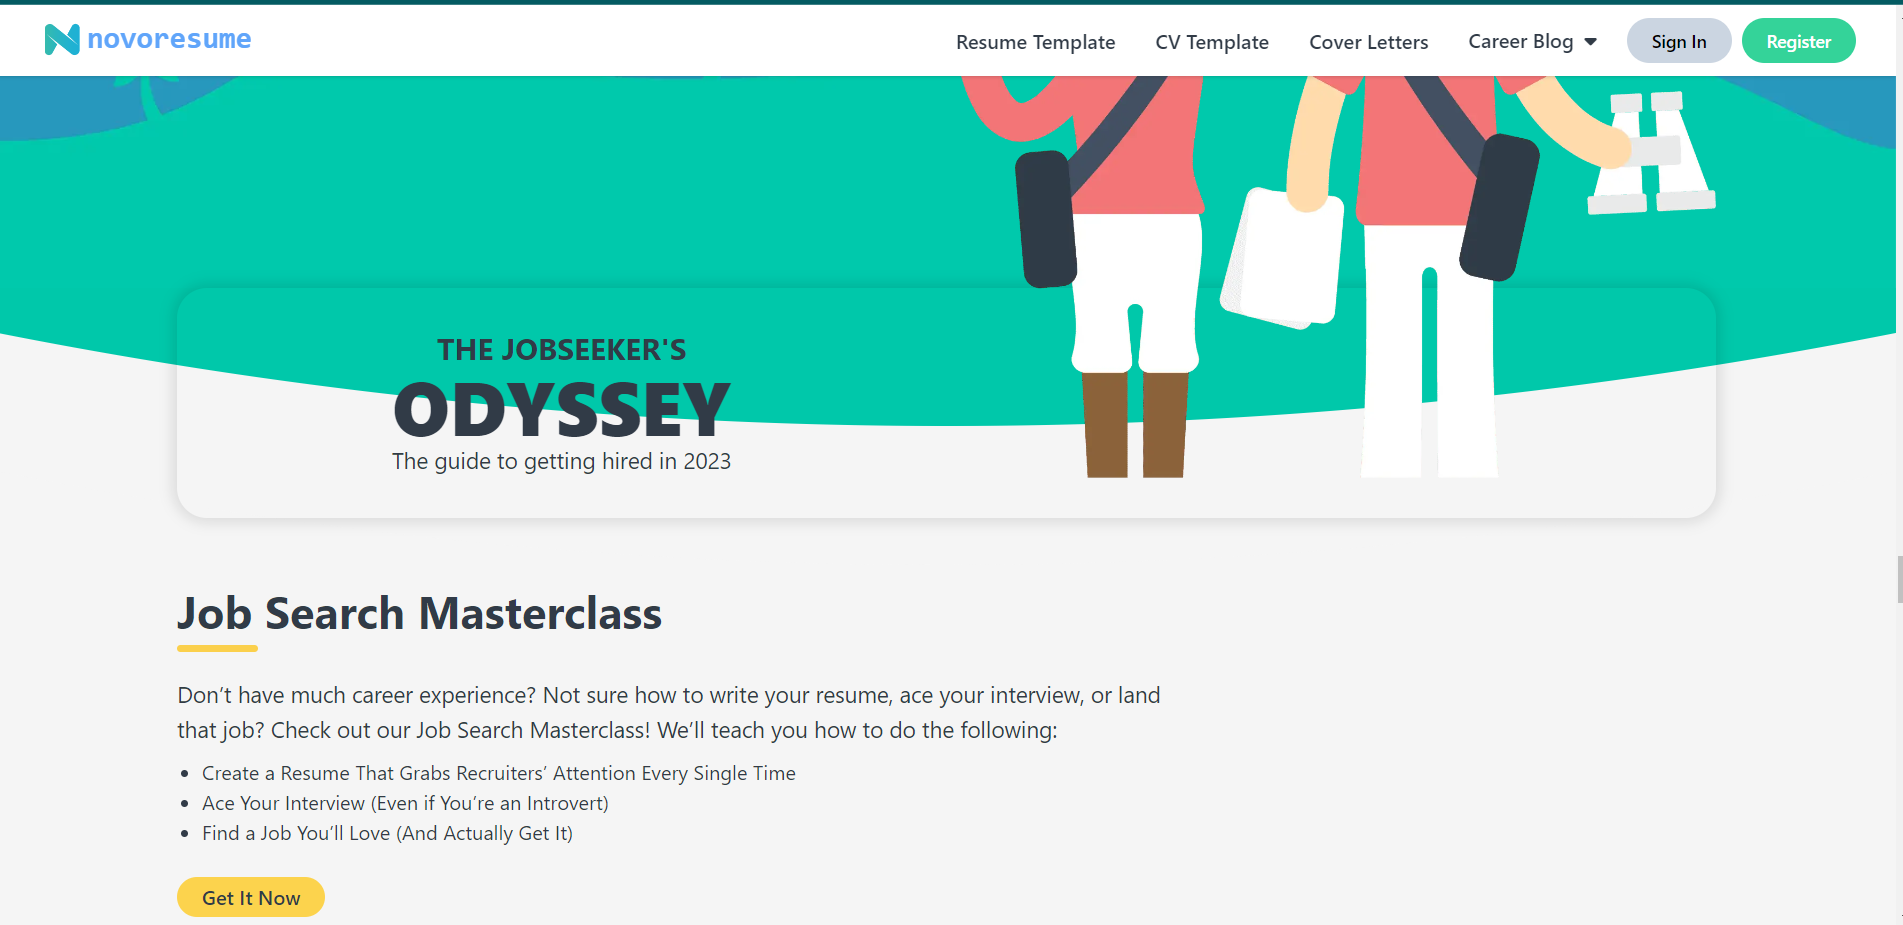 novoresume
Resume Template
CV Template
Cover Letters
Career Blog
Sign In
Register
THE JOBSEEKER'S
ODYSSEY
The guide to getting hired in 2023
Job Search Masterclass
Don’t have much career experience? Not sure how to write your resume, ace your interview, or land
that job? Check out our Job Search Masterclass! We’ll teach you how to do the following:
Create a Resume That Grabs Recruiters’ Attention Every Single Time
Ace Your Interview (Even if You’re an Introvert)
Find a Job You’ll Love (And Actually Get It)
Get It Now